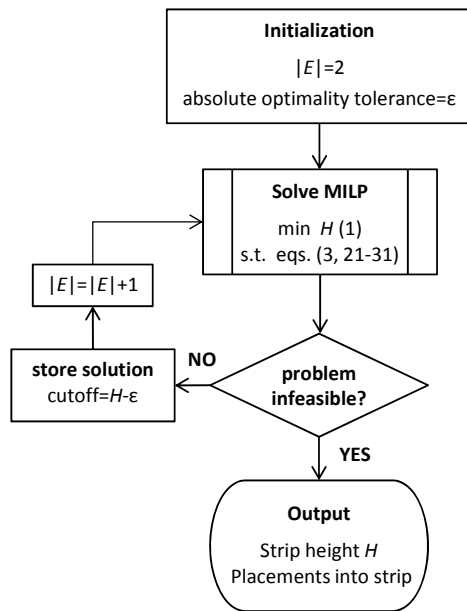 Initialization
|E|=2
absolute optimality tolerance=ε
Solve MILP
min H (1)
s.t. eqs. (3, 21-31)
|E|=|E|+1
store solution
cutoff=H-ε
NO
problem
infeasible?
YES
Output
Strip height H
Placements into strip